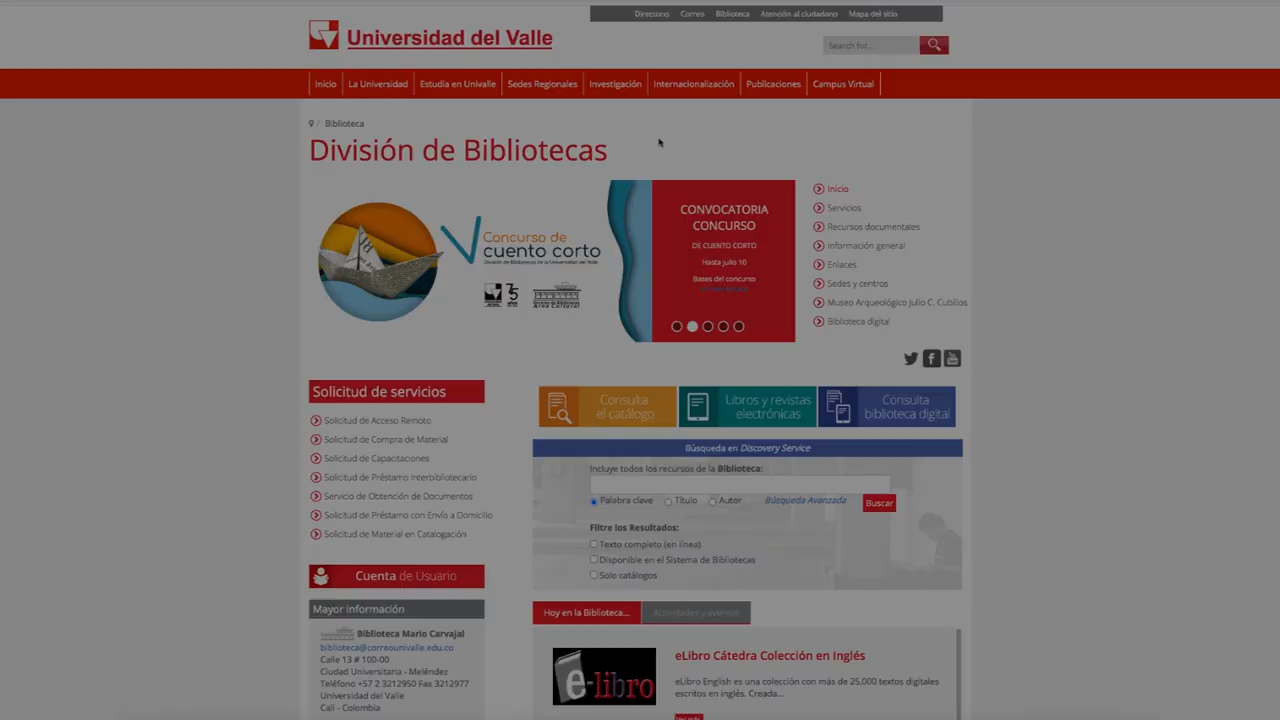 Directorio Correo Biblioteca Atención al ciudadano Mapa del sitio
Universidad del Valle
Search for...
Inicio La Universidad Estudia en Univalle Sedes Regionales Investigación Internacionalización Publicaciones Campus Virtual
/ Biblioteca
División de Bibliotecas
V Concurso de
cuento corto
División de Bibliotecas de la Universidad del Valle
75 años
CONVOCATORIA
CONCURSO
DE CUENTO CORTO
Hasta julio 10
Bases del concurso
Inicio
Servicios
Recursos documentales
Información general
Enlaces
Sedes y centros
Museo Arqueológico Julio C. Cubillos
Biblioteca digital
Solicitud de servicios
Solicitud de Acceso Remoto
Solicitud de Compra de Material
Solicitud de Capacitaciones
Solicitud de Préstamo Interbibliotecario
Servicio de Obtención de Documentos
Solicitud de Préstamo con Envío a Domicilio
Solicitud de Material en Catalogación
Cuenta de Usuario
Mayor Información
Biblioteca Mario Carvajal
biblioteca@correounivalle.edu.co
Calle 13 # 100-00
Ciudad Universitaria - Meléndez
Teléfono +57 2 3212950 Fax 3212977
Universidad del Valle
Cali - Colombia
Consulta
el catálogo
Libros y revistas
electrónicas
Consulta
biblioteca digital
Búsqueda en Discovery Service
Incluye todos los recursos de la Biblioteca:
Palabra clave Título Autor Búsqueda Avanzada Buscar
Filtre los Resultados:
Texto completo (en línea)
Disponible en el Sistema de Bibliotecas
Solo catálogos
Hoy en la Biblioteca... Actividades y eventos
e-libro
eLibro Cátedra Colección en Inglés
eLibro English es una colección con más de 25,000 textos digitales
escritos en inglés. Creada...